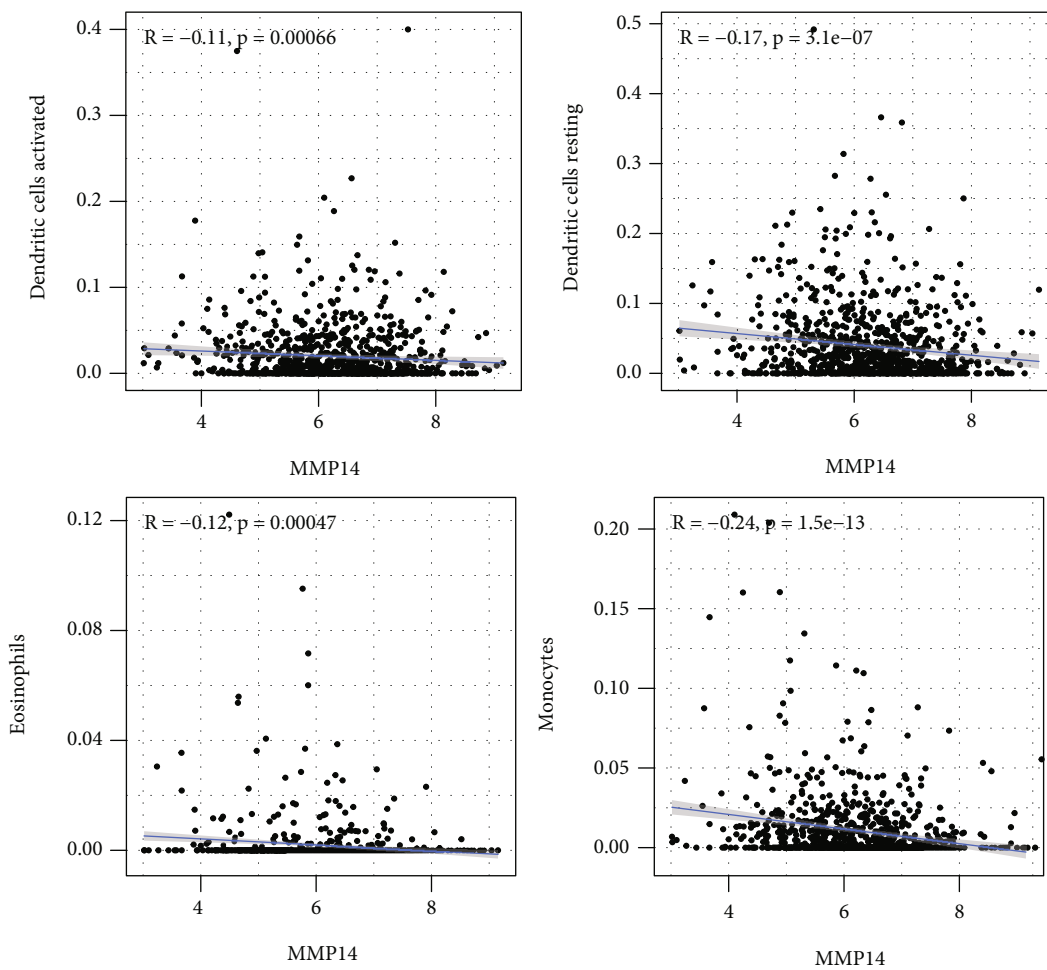 R = −0.11, p = 0.00066
Dendritic cells activated
0.4
0.3
0.2
0.1
0.0
4 6 8
MMP14
R = −0.17, p = 3.1e−07
Dendritic cells resting
0.5
0.4
0.3
0.2
0.1
0.0
4 6 8
MMP14
R = −0.12, p = 0.00047
Eosinophils
0.12
0.08
0.04
0.00
4 6 8
MMP14
R = −0.24, p = 1.5e−13
Monocytes
0.20
0.15
0.10
0.05
0.00
4 6 8
MMP14